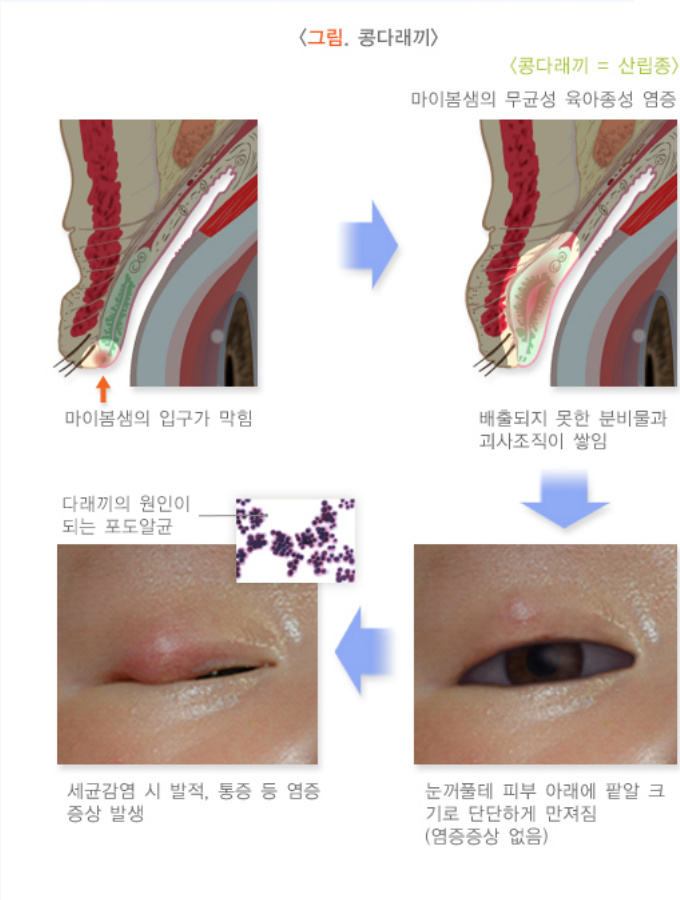 <그림. 콩다래끼>
<콩다래끼 = 산립종>
마이봄샘의 무균성 육아종성 염증
마이봄샘의 입구가 막힘
배출되지 못한 분비물과
괴사조직이 쌓임
다래끼의 원인이
되는 포도알균
세균감염 시 발적, 통증 등 염증
증상 발생
눈꺼풀테 피부 아래에 팥알 크
기로 단단하게 만져짐
(염증증상 없음)